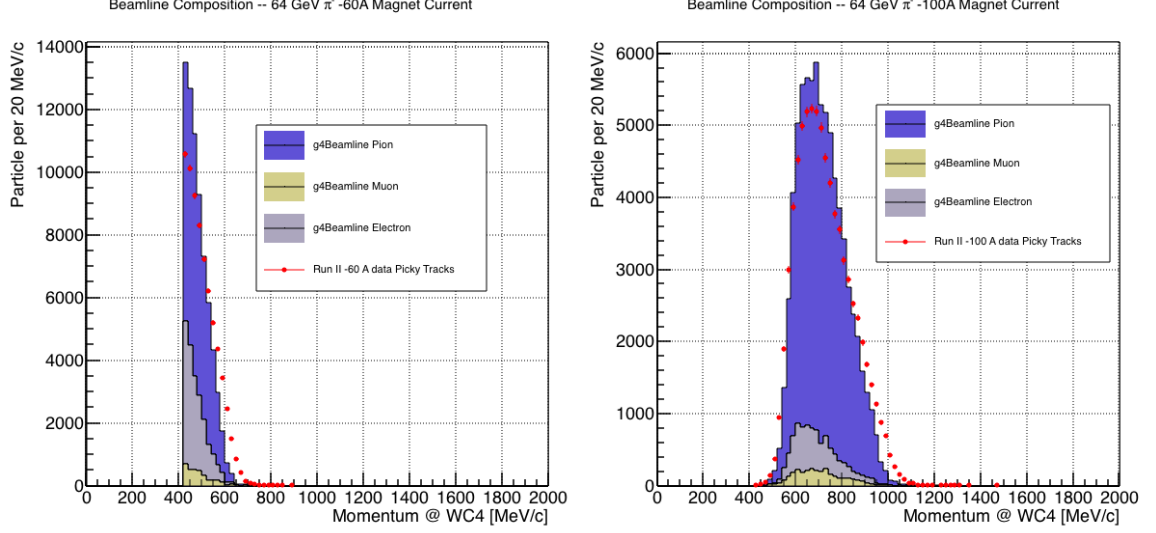 Beamline Composition -- 64 GeV π⁻ -60A Magnet Current
Particle per 20 MeV/c
14000
12000
10000
8000
6000
4000
2000
0
g4Beamline Pion
g4Beamline Muon
g4Beamline Electron
Run II -60 A data Picky Tracks
0 200 400 600 800 1000 1200 1400 1600 1800 2000
Momentum @ WC4 [MeV/c]
Beamline Composition -- 64 GeV π⁻ -100A Magnet Current
Particle per 20 MeV/c
6000
5000
4000
3000
2000
1000
0
g4Beamline Pion
g4Beamline Muon
g4Beamline Electron
Run II -100 A data Picky Tracks
0 200 400 600 800 1000 1200 1400 1600 1800 2000
Momentum @ WC4 [MeV/c]